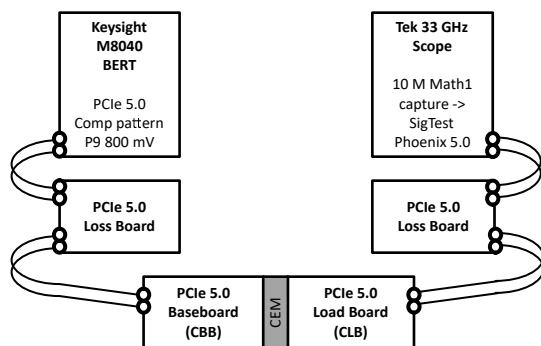 Keysight
M8040
BERT
PCIe 5.0
Comp pattern
P9 800 mV
Tek 33 GHz
Scope
10 M Math1
capture ->
SigTest
Phoenix 5.0
PCIe 5.0
Loss Board
PCIe 5.0
Loss Board
PCIe 5.0
Baseboard
(CBB)
CEM
PCIe 5.0
Load Board
(CLB)